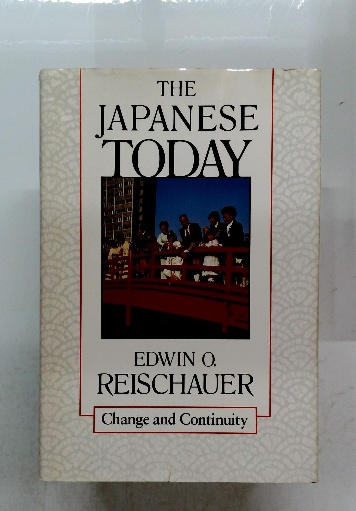 THE
JAPANESE
TODAY
EDWIN O.
REISCHAUER
Change and Continuity